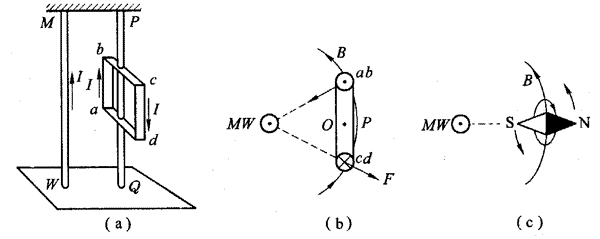 M P
b
I I c
a I
d
W Q
B ab
MW O P
cd
F
B
MW S N
( a ) ( b ) ( c )